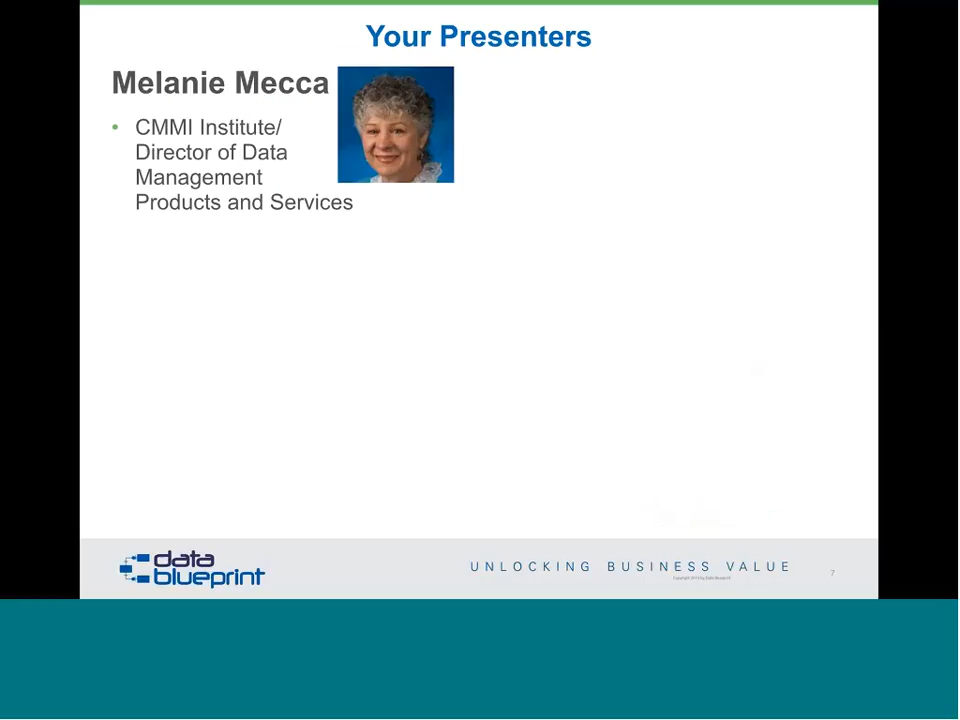 Your Presenters
Melanie Mecca
• CMMI Institute/
Director of Data
Management
Products and Services
data
blueprint
UNLOCKING BUSINESS VALUE
7